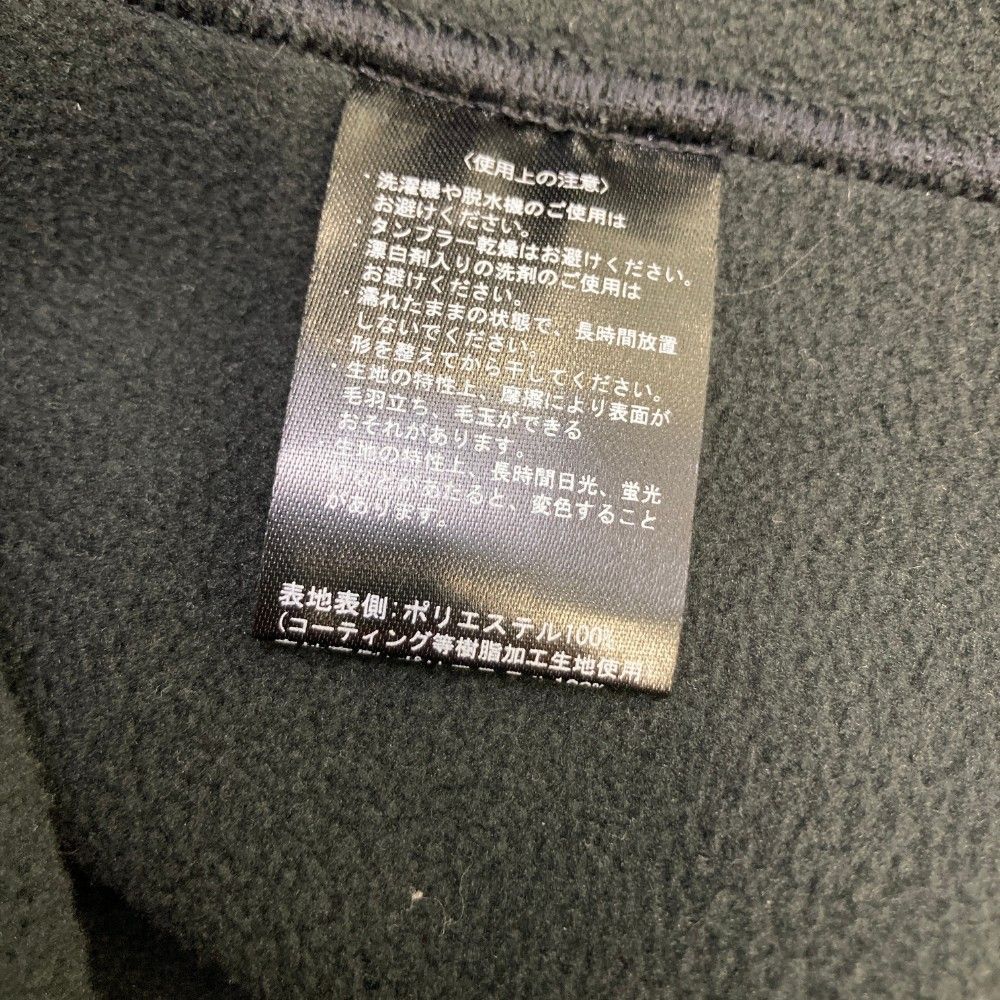 〈使用上の注意〉
・洗濯機や脱水機のご使用は
お避けください。
・タンブラー乾燥はお避けください。
・漂白剤入りの洗剤のご使用は
お避けください。
・濡れたままの状態で、長時間放置
しないでください。
形を整えてから干してください。
・生地の特性上、摩擦により表面が
毛羽立ち、毛玉ができる
おそれがあります。
生地の特性上、長時間日光、蛍光
灯などがあたると、変色すること
があります。
表地表側:ポリエステル100%
(コーティング等樹脂加工生地使用)